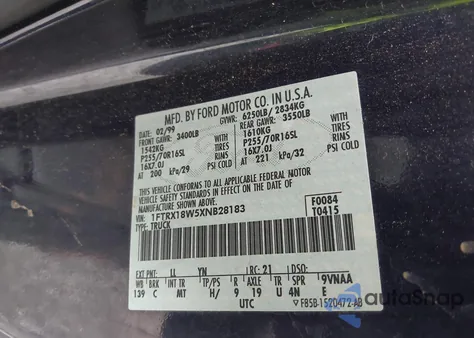 MFD. BY FORD MOTOR CO. IN U.S.A.
DATE: 02/99 GVWR: 6250LB/ 2834KG
FRONT GAWR: 3400LB REAR GAWR: 3550LB
1542KG WITH 1610KG WITH
P255/70R16SL TIRES P255/70R16SL TIRES
16X7.0J RIMS 16X7.0J RIMS
AT 200 kPa/29 PSI COLD AT 221 kPa/32 PSI COLD
THIS VEHICLE CONFORMS TO ALL APPLICABLE FEDERAL MOTOR
VEHICLE SAFETY STANDARDS IN EFFECT ON THE DATE OF
MANUFACTURE SHOWN ABOVE.
VIN: 1FTRX18W5XNB28183 F0084
TYPE: TRUCK T0415
EXT PNT: LL YN RC: 21 DSO:
WB BRK INT TR TP/PS R AXLE TR SPR 9VNAA
139 C MT H/ 9 19 U 4N E
UTC F85B-1520472-AB
autoSnap